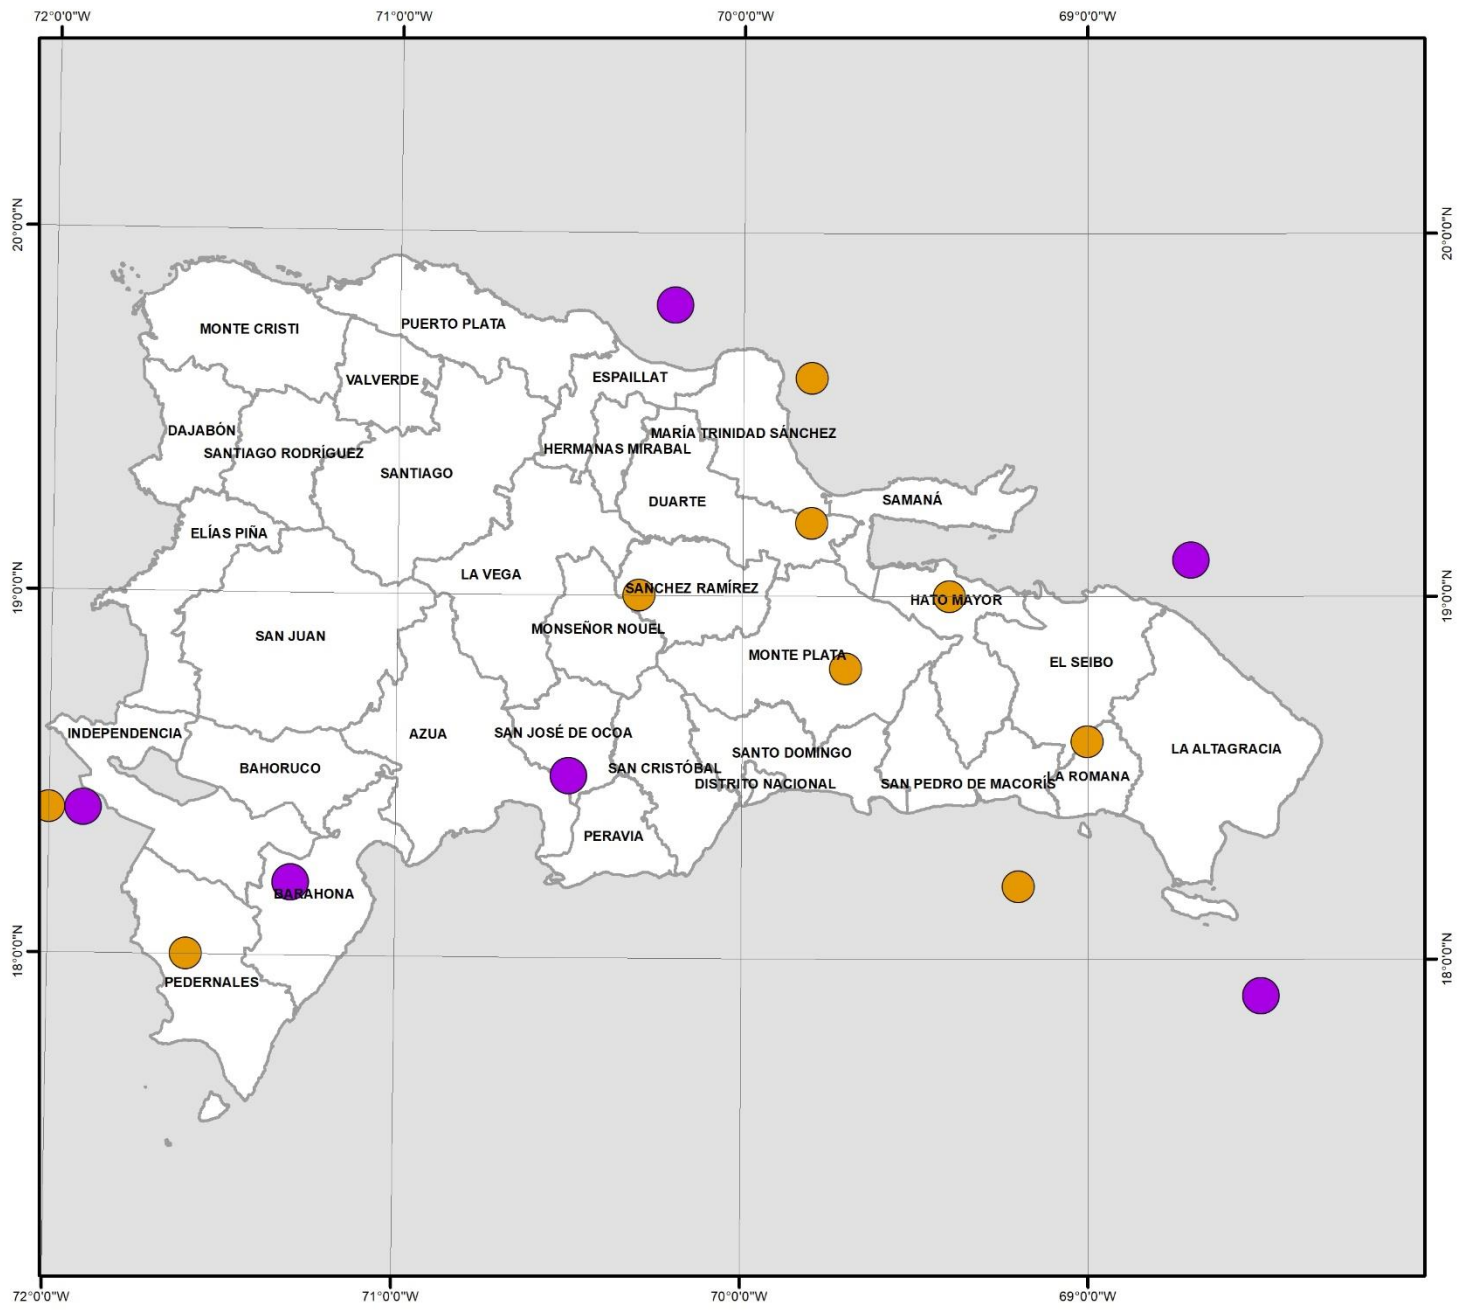 72°0'0"W
71°0'0"W
70°0'0"W
69°0'0"W
20°0'0"N
20°0'0"N
PUERTO PLATA
MONTE CRISTI
ESPAILLAT
VALVERDE
DAJABÓN
MARÍA TRINIDAD SÁNCHEZ
HERMANAS MIRABAL
SANTIAGO RODRÍGUEZ
SANTIAGO
SAMANÁ
DUARTE
ELÍAS PIÑA
LA VEGA
SANCHEZ RAMÍREZ
19°0'0"N
HATO MAYOR
19°0'0"N
MONSEÑOR NOUEL
SAN JUAN
MONTE PLATA
EL SEIBO
INDEPENDENCIA
AZUA
SAN JOSÉ DE OCOA
LA ALTAGRACIA
SANTO DOMINGO
BAHORUCO
SAN CRISTÓBAL
LA ROMANA
DISTRITO NACIONAL
SAN PEDRO DE MACORÍS
PERAVIA
BARAHONA
18°0'0"N
18°0'0"N
PEDERNALES
72°0'0"W
71°0'0"W
70°0'0"W
69°0'0"W